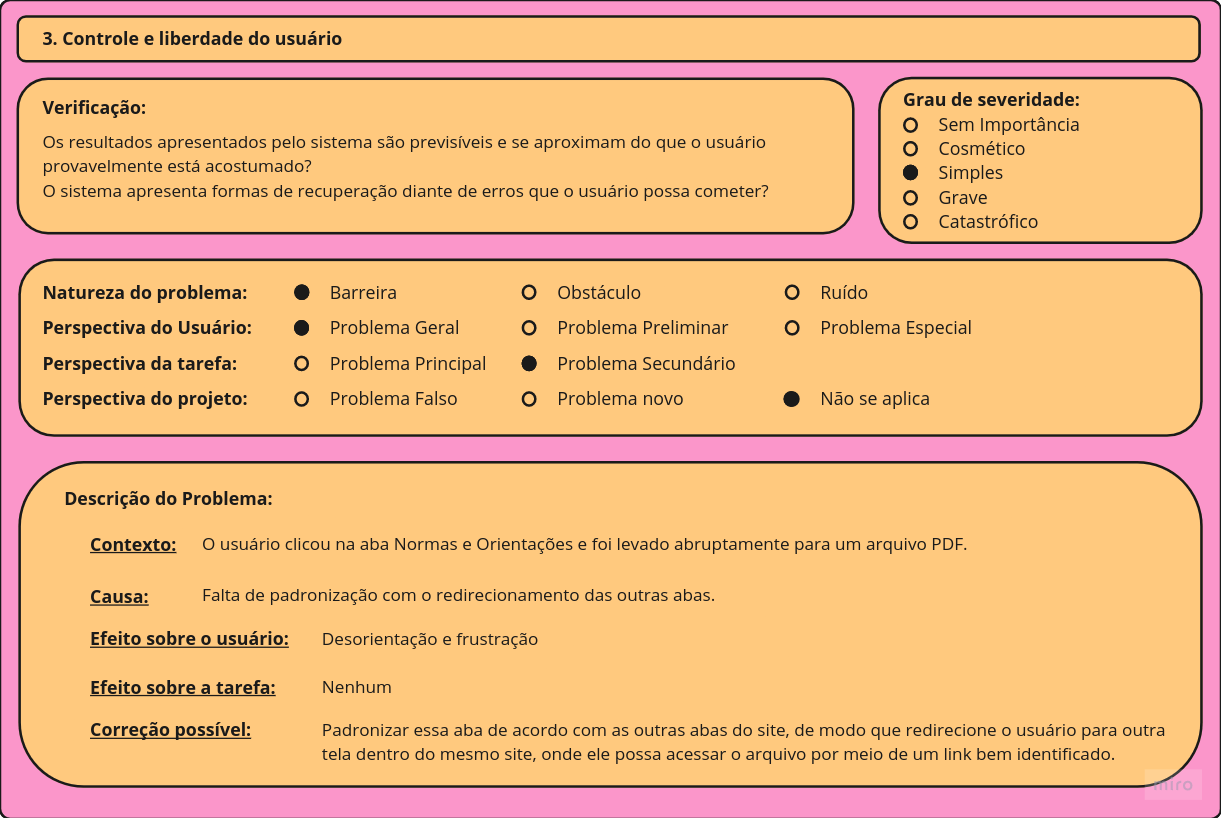 3. Controle e liberdade do usuário
Verificação:
Os resultados apresentados pelo sistema são previsíveis e se aproximam do que o usuário
provavelmente está acostumado?
O sistema apresenta formas de recuperação diante de erros que o usuário possa cometer?
Grau de severidade:
Sem Importância
Cosmético
Simples
Grave
Catastrófico
Natureza do problema: Barreira Obstáculo Ruído
Perspectiva do Usuário: Problema Geral Problema Preliminar Problema Especial
Perspectiva da tarefa: Problema Principal Problema Secundário
Perspectiva do projeto: Problema Falso Problema novo Não se aplica
Descrição do Problema:
Contexto: O usuário clicou na aba Normas e Orientações e foi levado abruptamente para um arquivo PDF.
Causa: Falta de padronização com o redirecionamento das outras abas.
Efeito sobre o usuário: Desorientação e frustração
Efeito sobre a tarefa: Nenhum
Correção possível: Padronizar essa aba de acordo com as outras abas do site, de modo que redirecione o usuário para outra
tela dentro do mesmo site, onde ele possa acessar o arquivo por meio de um link bem identificado.
miro